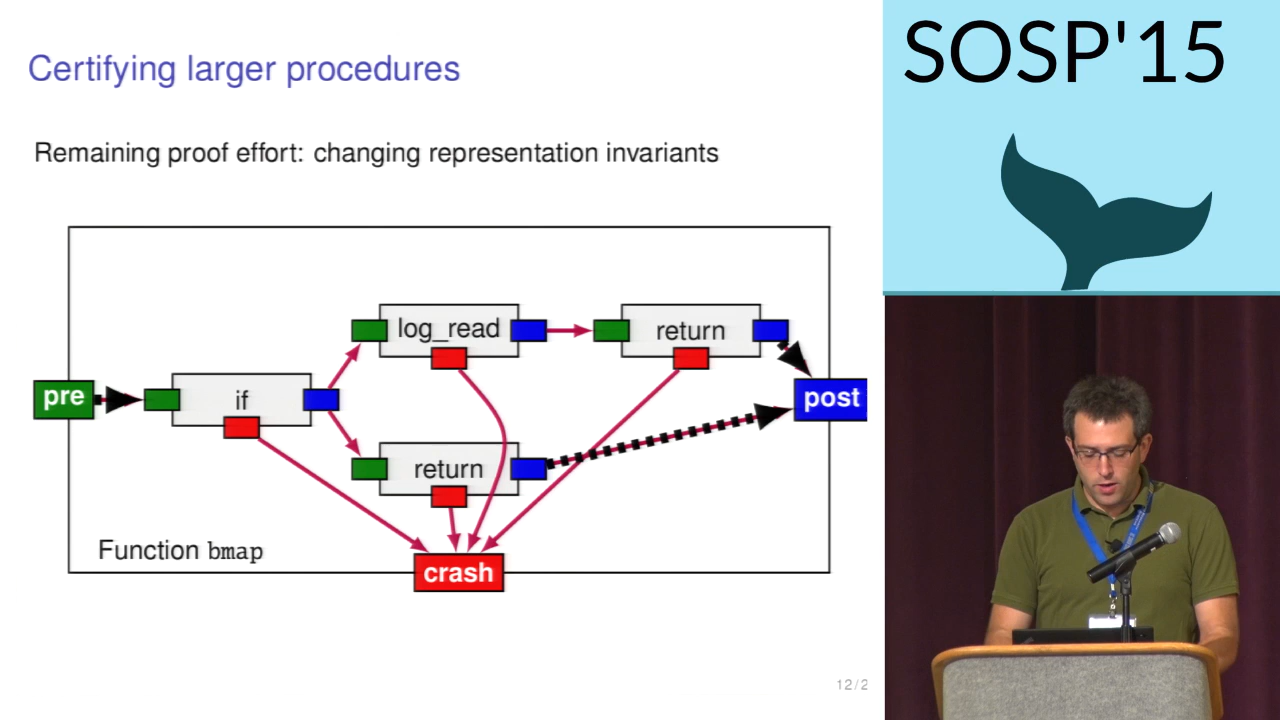 Certifying larger procedures
SOSP'15
Remaining proof effort: changing representation invariants
log_read
return
pre
if
post
return
Function bmap
crash
12/2